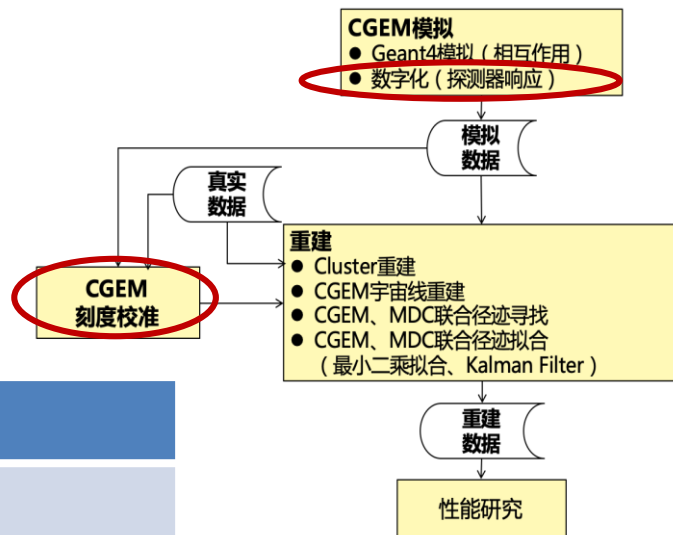 CGEM模拟
● Geant4模拟（相互作用）
● 数字化（探测器响应）
模拟
数据
真实
数据
重建
● Cluster重建
● CGEM宇宙线重建
● CGEM、MDC联合径迹寻找
● CGEM、MDC联合径迹拟合
（最小二乘拟合、Kalman Filter）
CGEM
刻度校准
重建
数据
性能研究